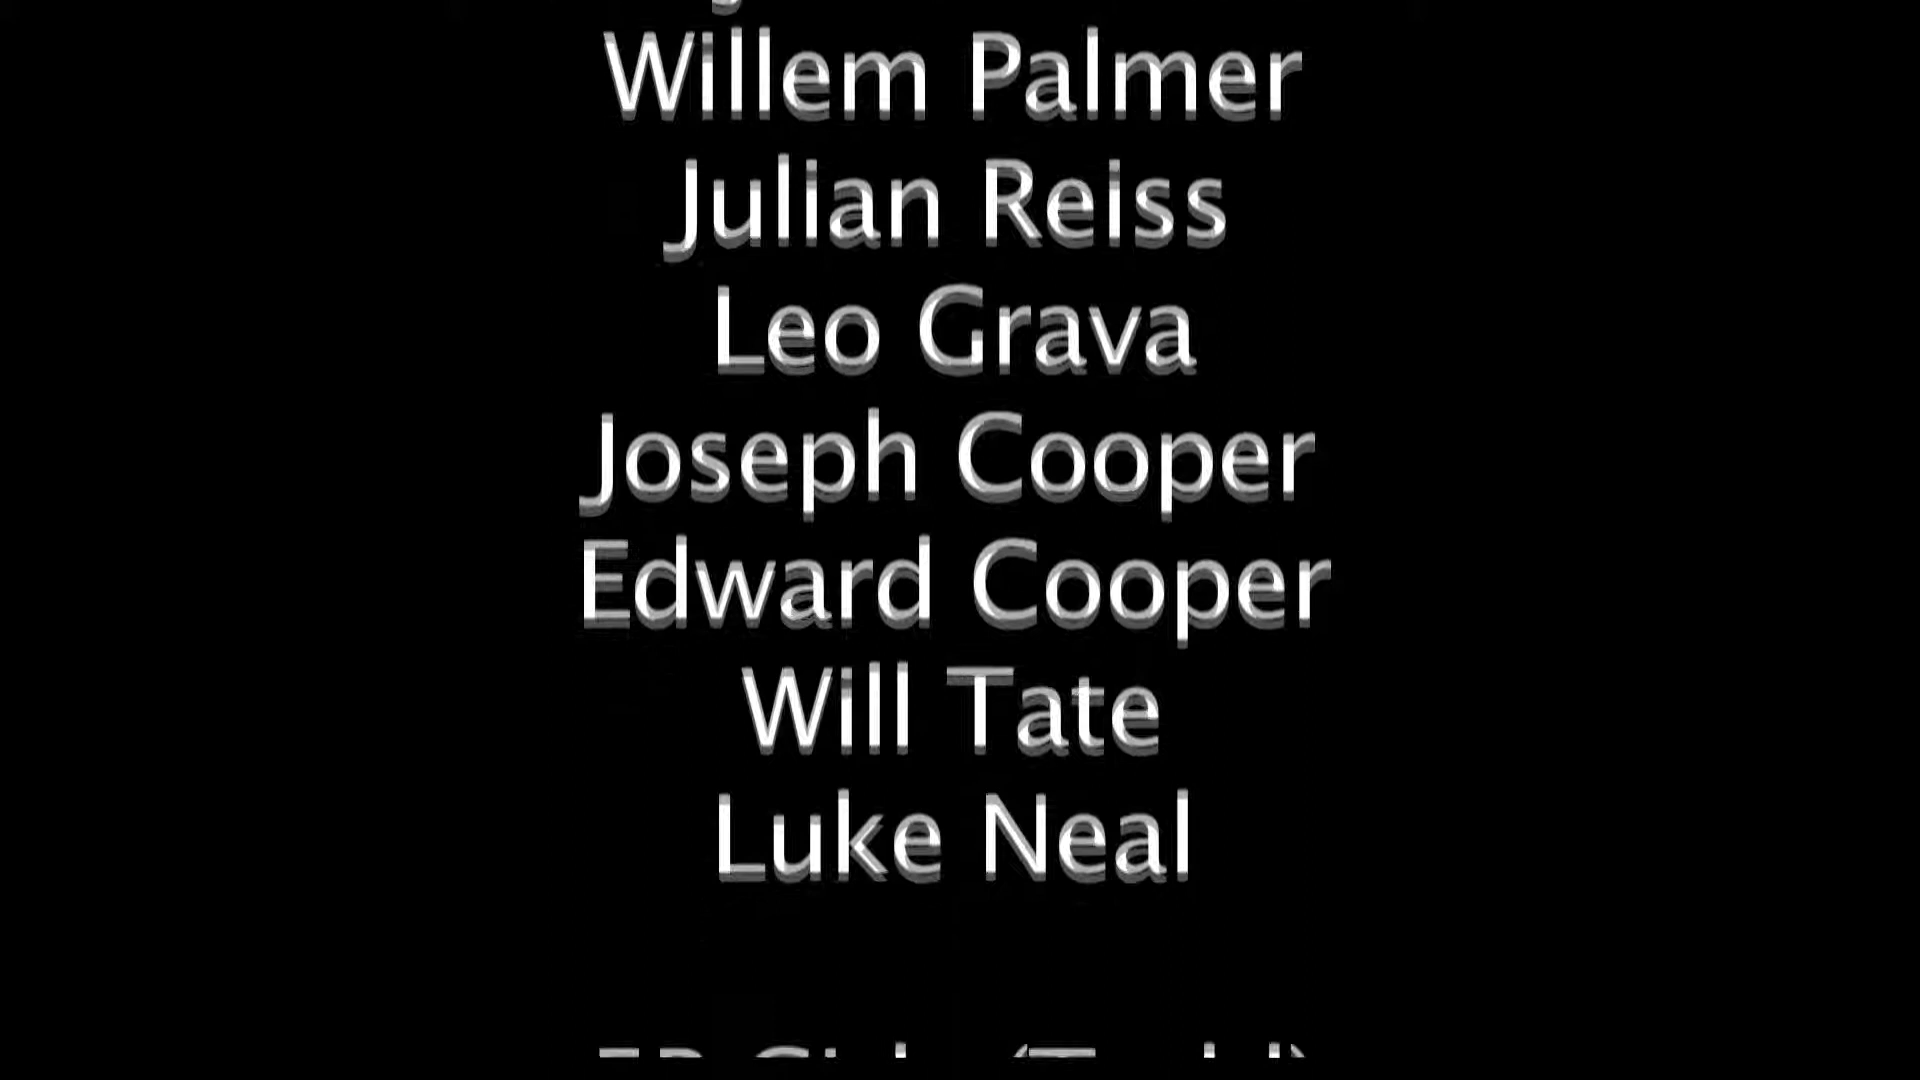 Willem Palmer
Julian Reiss
Leo Grava
Joseph Cooper
Edward Cooper
Will Tate
Luke Neal